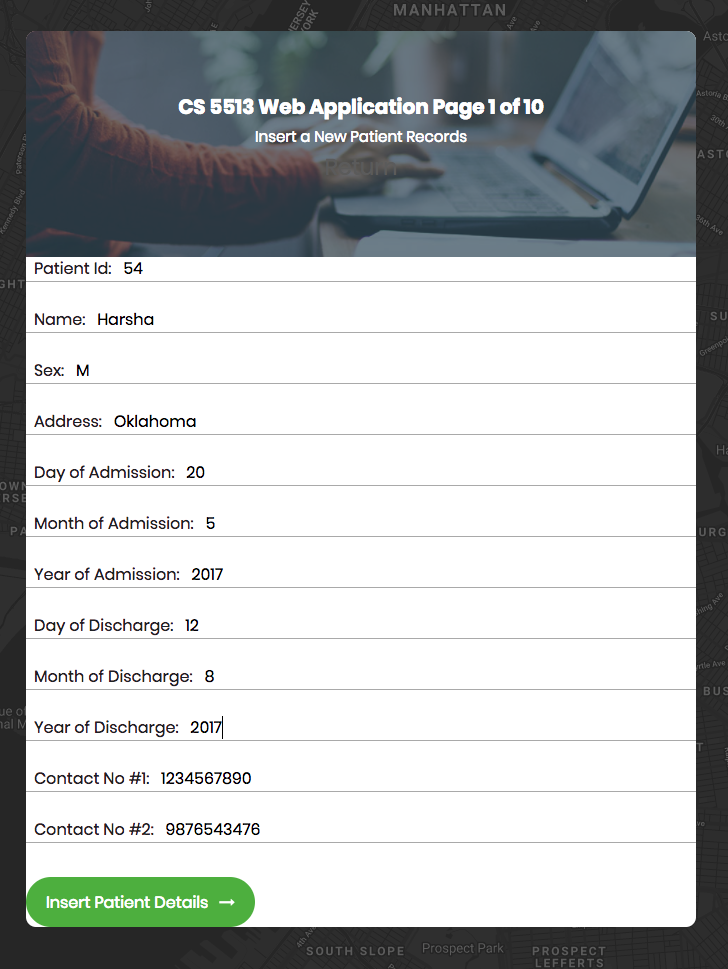 MANHATTAN
CS 5513 Web Application Page 1 of 10
Insert a New Patient Records
Return
Patient Id: 54
Name: Harsha
Sex: M
Address: Oklahoma
Day of Admission: 20
Month of Admission: 5
Year of Admission: 2017
Day of Discharge: 12
Month of Discharge: 8
Year of Discharge: 2017
Contact No #1: 1234567890
Contact No #2: 9876543476
Insert Patient Details →
SOUTH SLOPE
Prospect Park
PROSPECT
LEFFERTS